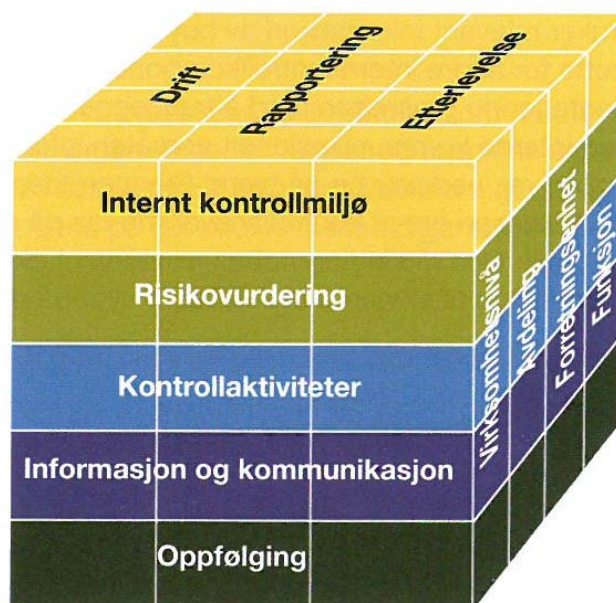 Drift
Rapportering
Etterlevelse
Internt kontrollmiljø
Risikovurdering
Kontrollaktiviteter
Informasjon og kommunikasjon
Oppfølging
Virksomhetsnivå
Avdeling
Forretningsenhet
Funksjon